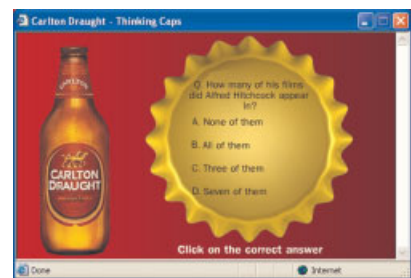 Carlton Draught - Thinking Caps
CARLTON
CARLTON
DRAUGHT
Q. How many of his films
did Alfred Hitchcock appear
in?
A. None of them
B. All of them
C. Three of them
D. Seven of them
Click on the correct answer
Done
Internet